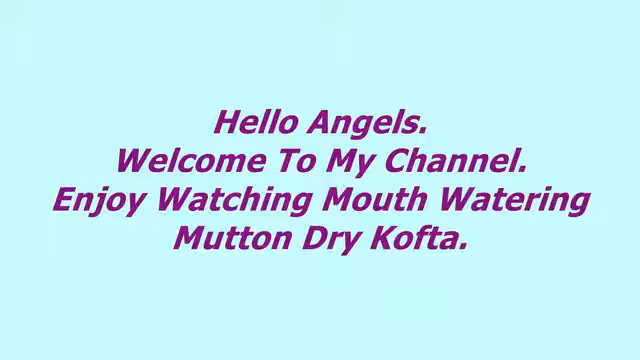 Hello Angels.
Welcome To My Channel.
Enjoy Watching Mouth Watering
Mutton Dry Kofta.